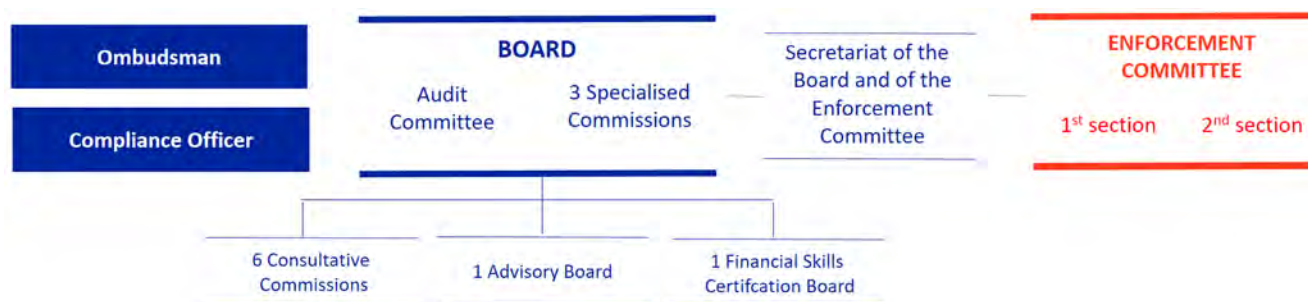 Ombudsman
Compliance Officer
BOARD
Audit
Committee
3 Specialised
Commissions
Secretariat of the
Board and of the
Enforcement
Committee
ENFORCEMENT
COMMITTEE
1st section
2nd section
6 Consultative
Commissions
1 Advisory Board
1 Financial Skills
Certifcation Board